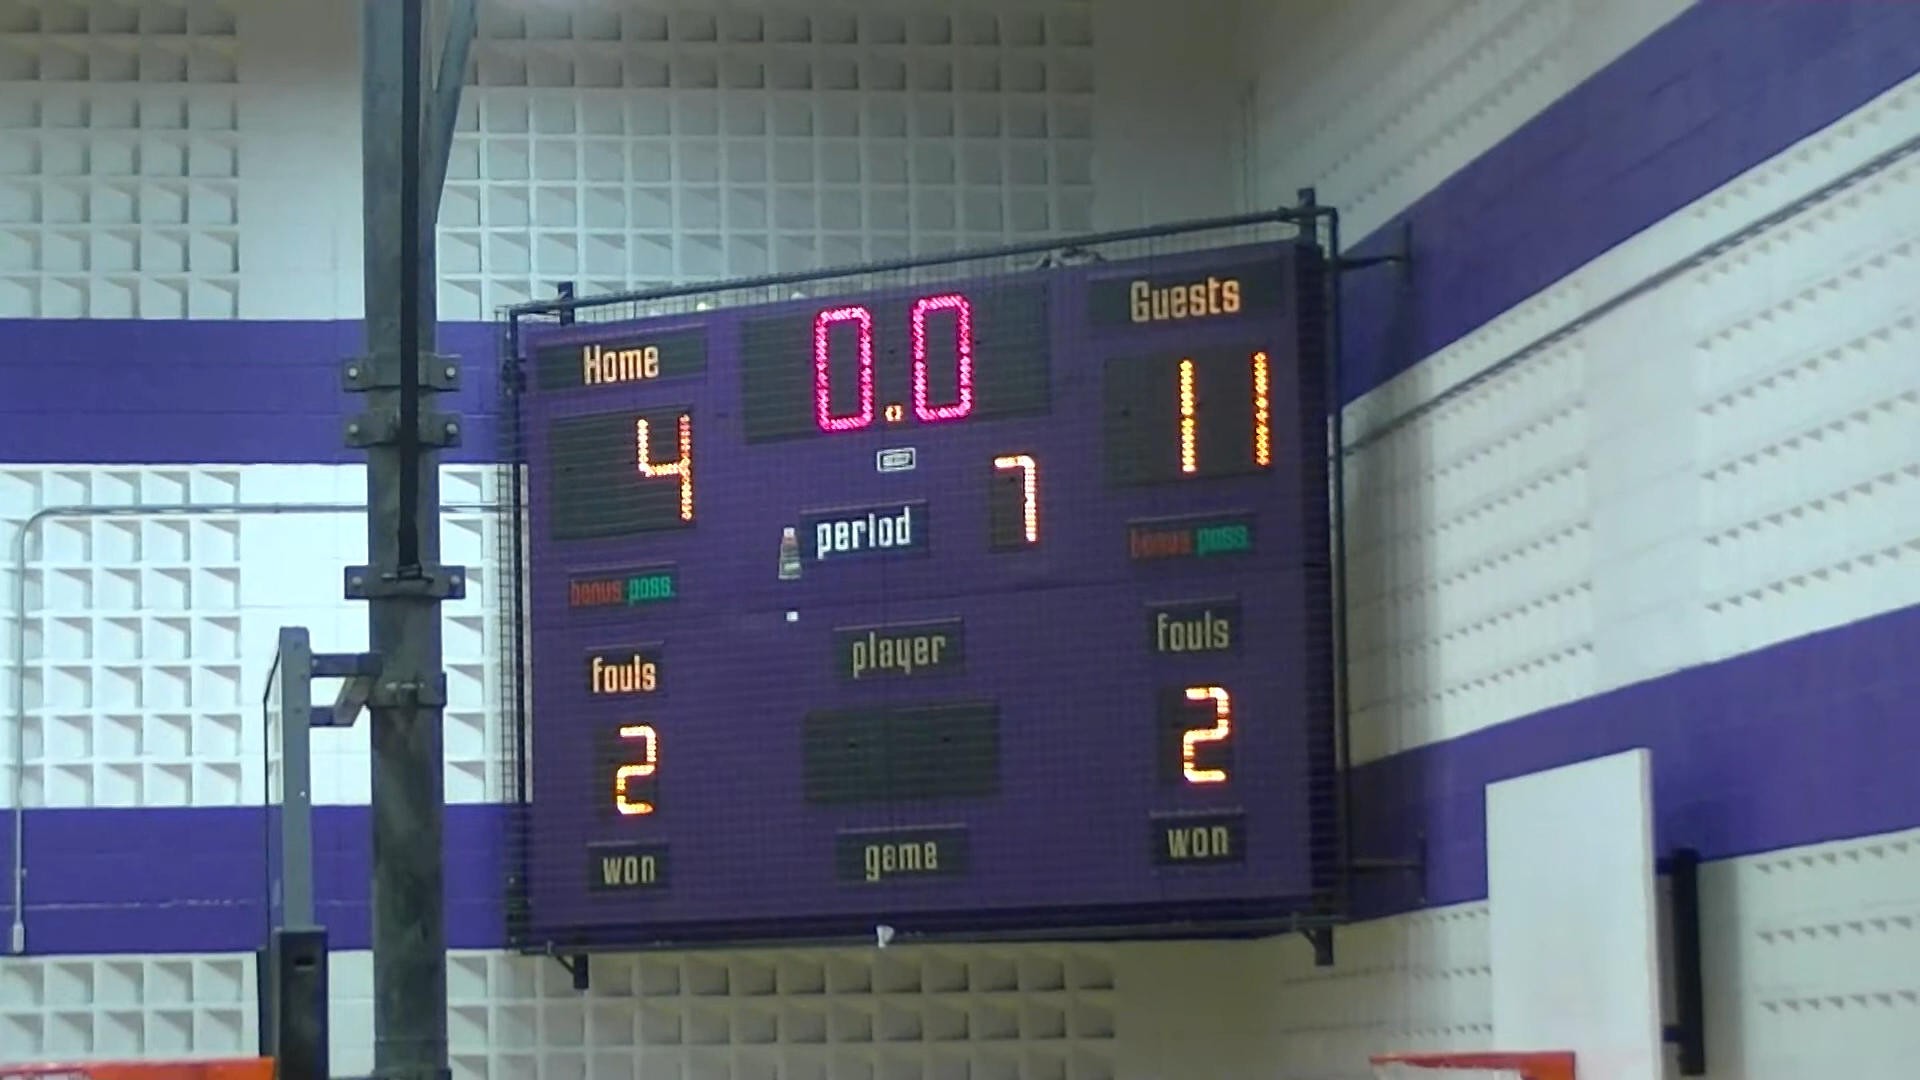 Home 0.0 Guests
4 11
period 7
bonus poss. bonus poss.
fouls player fouls
2 2
won game won